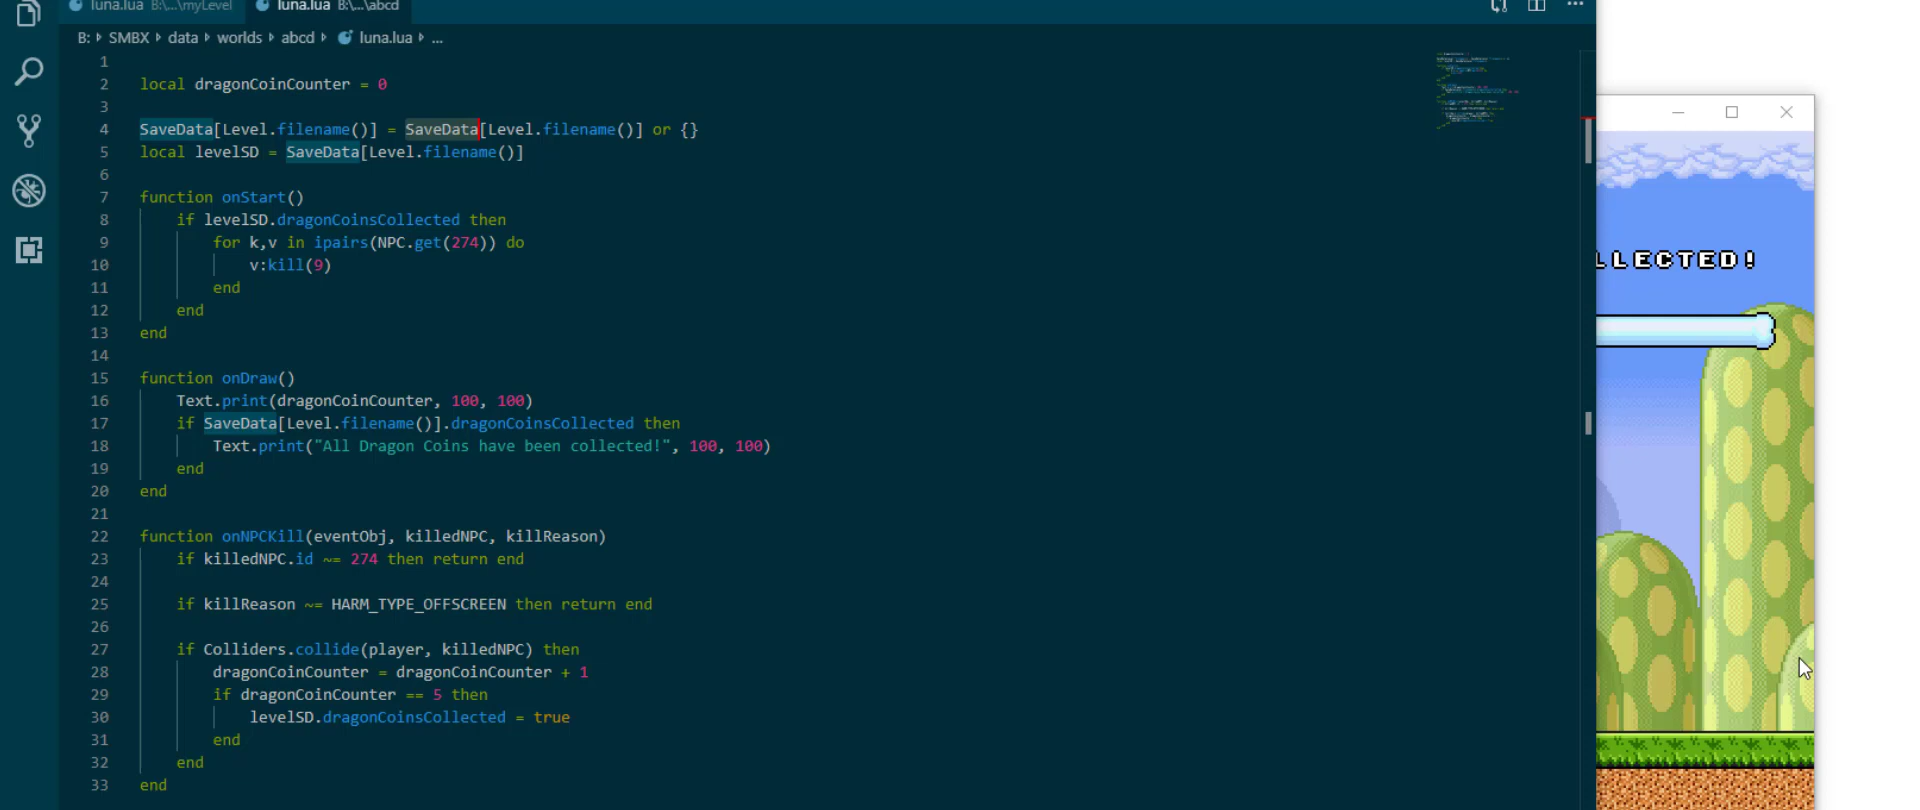 luna.lua B:\...\myLevel luna.lua B:\...\abcd
B: SMBX data worlds abcd luna.lua ...
1
2 local dragonCoinCounter = 0
3
4 SaveData[Level.filename()] = SaveData[Level.filename()] or {}
5 local levelSD = SaveData[Level.filename()]
6
7 function onStart()
8 if levelSD.dragonCoinsCollected then
9 for k,v in ipairs(NPC.get(274)) do
10 v:kill(9)
11 end
12 end
13 end
14
15 function onDraw()
16 Text.print(dragonCoinCounter, 100, 100)
17 if SaveData[Level.filename()].dragonCoinsCollected then
18 Text.print("All Dragon Coins have been collected!", 100, 100)
19 end
20 end
21
22 function onNPCKill(eventObj, killedNPC, killReason)
23 if killedNPC.id ~= 274 then return end
24
25 if killReason ~= HARM_TYPE_OFFSCREEN then return end
26
27 if Colliders.collide(player, killedNPC) then
28 dragonCoinCounter = dragonCoinCounter + 1
29 if dragonCoinCounter == 5 then
30 levelSD.dragonCoinsCollected = true
31 end
32 end
33 end
LLECTED!